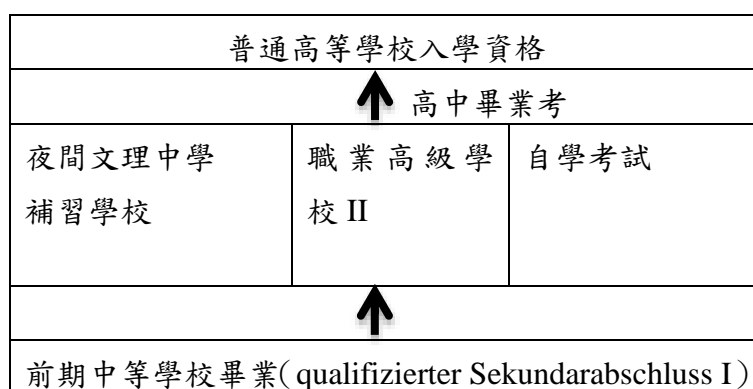 普通高等學校入學資格
高中畢業考
夜間文理中學
補習學校
職業高級學
校 II
自學考試
前期中等學校畢業(qualifizierter Sekundarabschluss I)